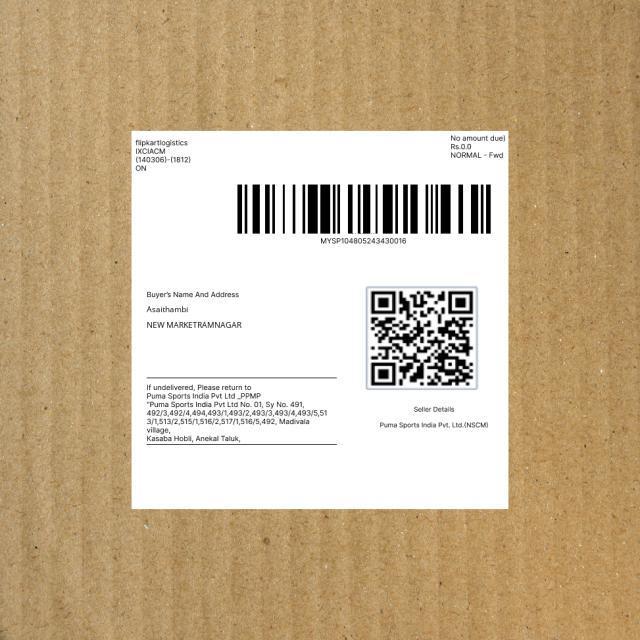 flipkartlogistics
IXCIACM
(140306)-(1812)
ON
No amount due)
Rs.0.0
NORMAL - Fwd
MYSP104805243430016
Buyer's Name And Address
Asaithambi
NEW MARKETRAMNAGAR
If undelivered, Please return to
Puma Sports India Pvt Ltd _PPMP
"Puma Sports India Pvt Ltd No. 01, Sy No. 491,
492/3,492/4,494,493/1,493/2,493/3,493/4,493/5,51
3/1,513/2,515/1,516/2,517/1,516/5,492, Madivala
village,
Kasaba Hobli, Anekal Taluk,
Seller Details
Puma Sports India Pvt. Ltd.(NSCM)